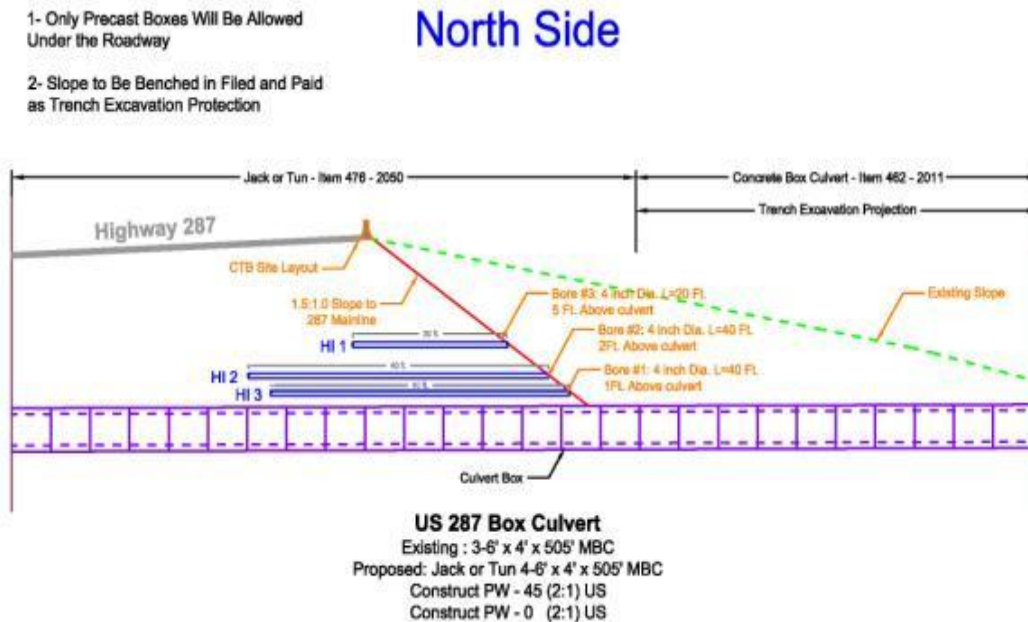 1- Only Precast Boxes Will Be Allowed
Under the Roadway
2- Slope to Be Benched in Filed and Paid
as Trench Excavation Protection
North Side
Jack or Tun - Item 476 - 2050
Concrete Box Culvert - Item 462 - 2011
Trench Excavation Projection
Highway 287
CTB Site Layout
1.5:1.0 Slope to
287 Mainline
Bore #3: 4 inch Dia. L=20 Ft.
5 Ft. Above culvert
Existing Slope
Bore #2: 4 inch Dia. L=40 Ft.
2Ft. Above culvert
HI 1
HI 2
Bore #1: 4 inch Dia. L=40 Ft.
1Ft. Above culvert
HI 3
Culvert Box
US 287 Box Culvert
Existing : 3-6' x 4' x 505' MBC
Proposed: Jack or Tun 4-6' x 4' x 505' MBC
Construct PW - 45 (2:1) US
Construct PW - 0 (2:1) US